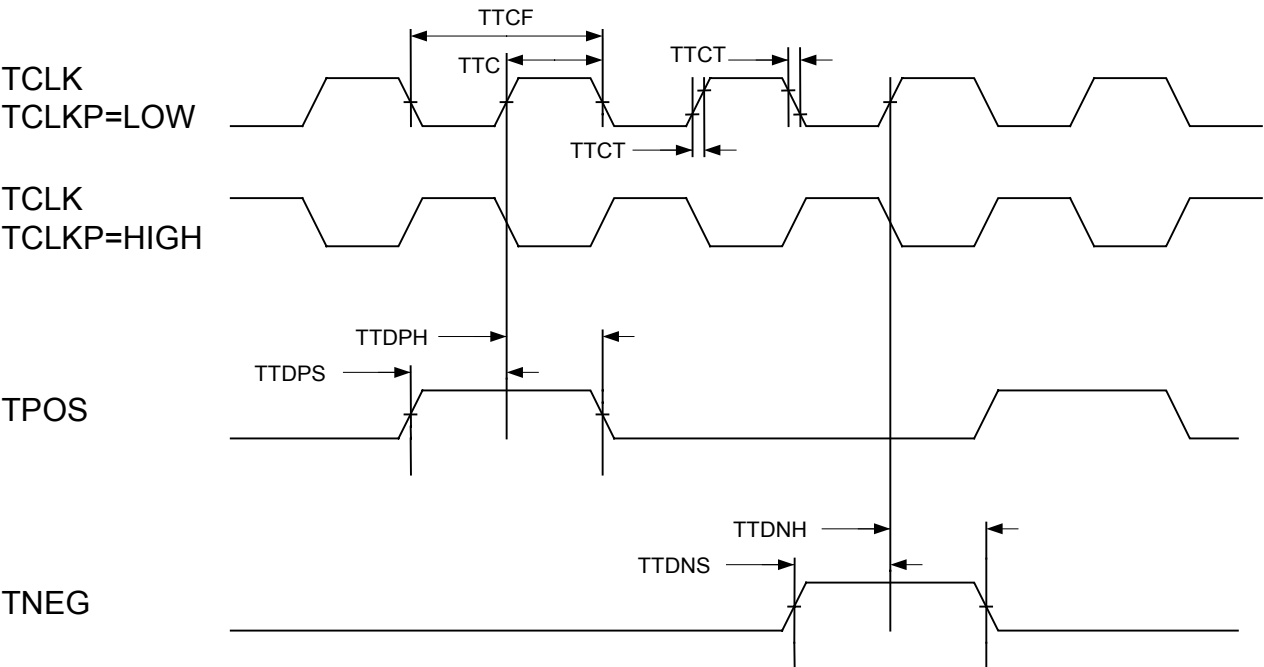 TTCF
TTC
TTCT
TCLK
TCLKP=LOW
TTCT
TCLK
TCLKP=HIGH
TTDPH
TTDPS
TPOS
TTDNH
TTDNS
TNEG